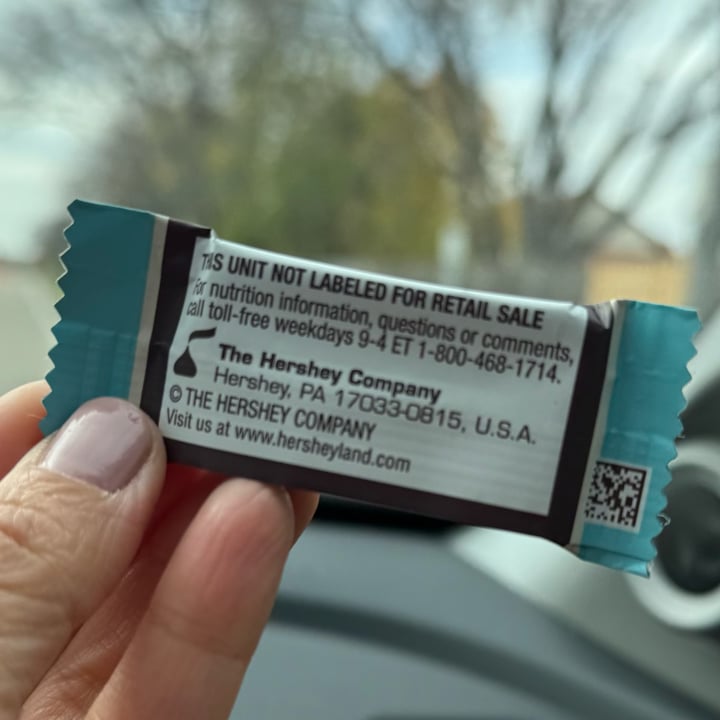 THIS UNIT NOT LABELED FOR RETAIL SALE
For nutrition information, questions or comments,
call toll-free weekdays 9-4 ET 1-800-468-1714.
The Hershey Company
Hershey, PA 17033-0815, U.S.A.
© THE HERSHEY COMPANY
Visit us at www.hersheyland.com